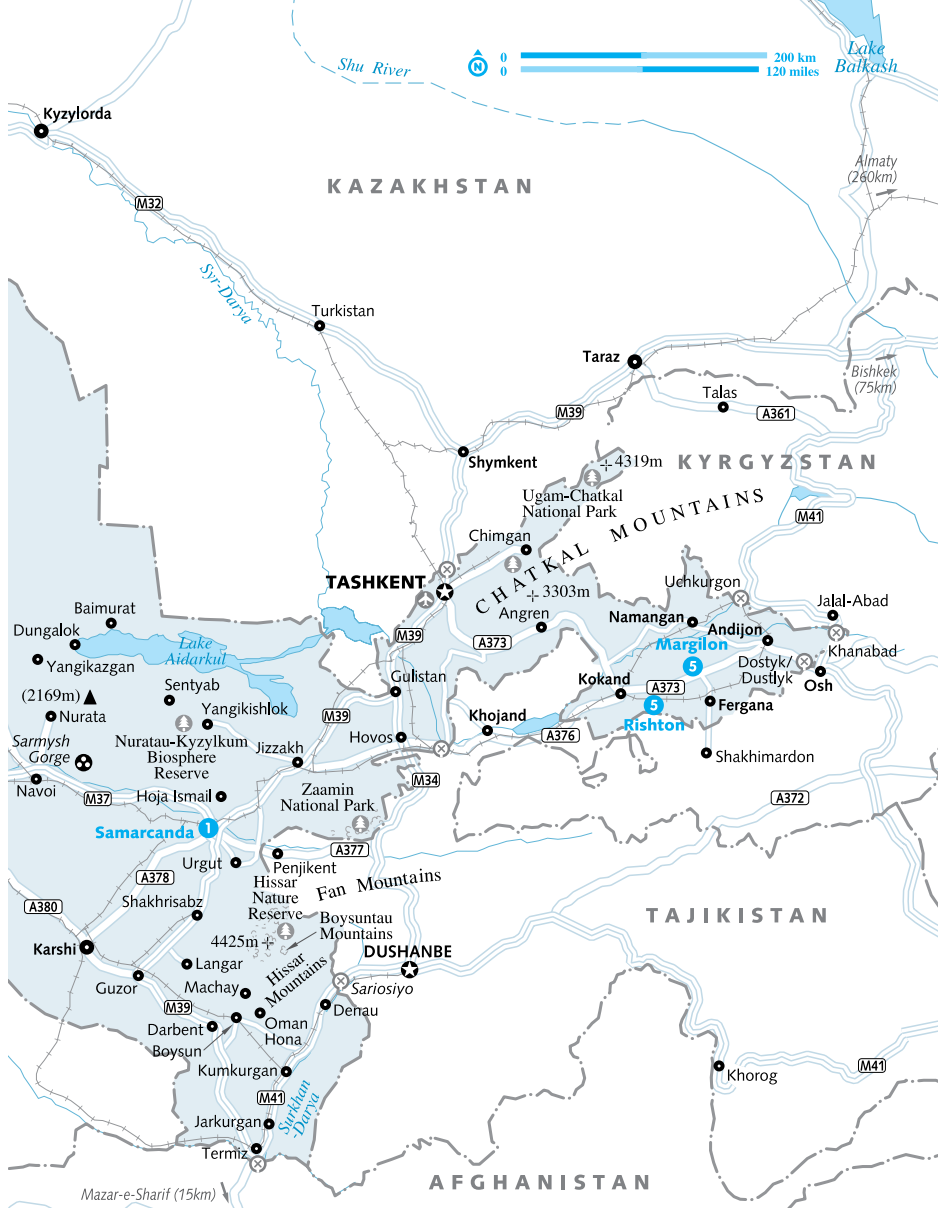 0
200 km
0
120 miles
N
Lake
Balkash
Shu River
Kyzylorda
Almaty
(260km)
KAZAKHSTAN
M32
Syr-Darya
Turkistan
Taraz
Bishkek
(75km)
Talas
A361
M39
Shymkent
4319m
KYRGYZSTAN
Ugam-Chatkal
National Park
M41
Chimgan
CHATKAL MOUNTAINS
TASHKENT
3303m
Uchkurgon
Angren
Namangan
Jalal-Abad
Baimurat
Andijon
Dungalok
M39
A373
Margilon
Khanabad
Lake
Aidarkul
5
Dostyk/
Dustlyk
Yangikazgan
Gulistan
Kokand
A373
Osh
(2169m)
Sentyab
5
Fergana
Nurata
Yangikishlok
M39
Khojand
Rishton
Sarmysh
Gorge
Nuratau-Kyzylkum
Biosphere
Reserve
Jizzakh
Hovos
A376
Shakhimardon
Navoi
M34
M37
Hoja Ismail
Zaamin
National Park
A372
Samarcanda
1
A377
Urgut
Penjikent
A378
Hissar
Nature
Reserve
Fan Mountains
A380
Shakhrisabz
Boysuntau
Mountains
TAJIKISTAN
Karshi
4425m
DUSHANBE
Langar
Hissar
Mountains
Guzor
Machay
Sariosiyo
M39
Denau
Darbent
Oman
Hona
Boysun
Kumkurgan
Khorog
M41
M41
Surkhan
-Darya
Jarkurgan
Termiz
AFGHANISTAN
Mazar-e-Sharif (15km)